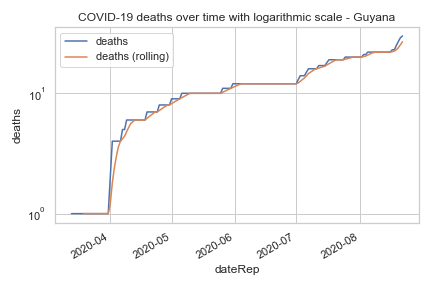 COVID-19 deaths over time with logarithmic scale - Guyana
deaths
deaths (rolling)
10¹
10⁰
deaths
2020-04
2020-05
2020-06
2020-07
2020-08
dateRep